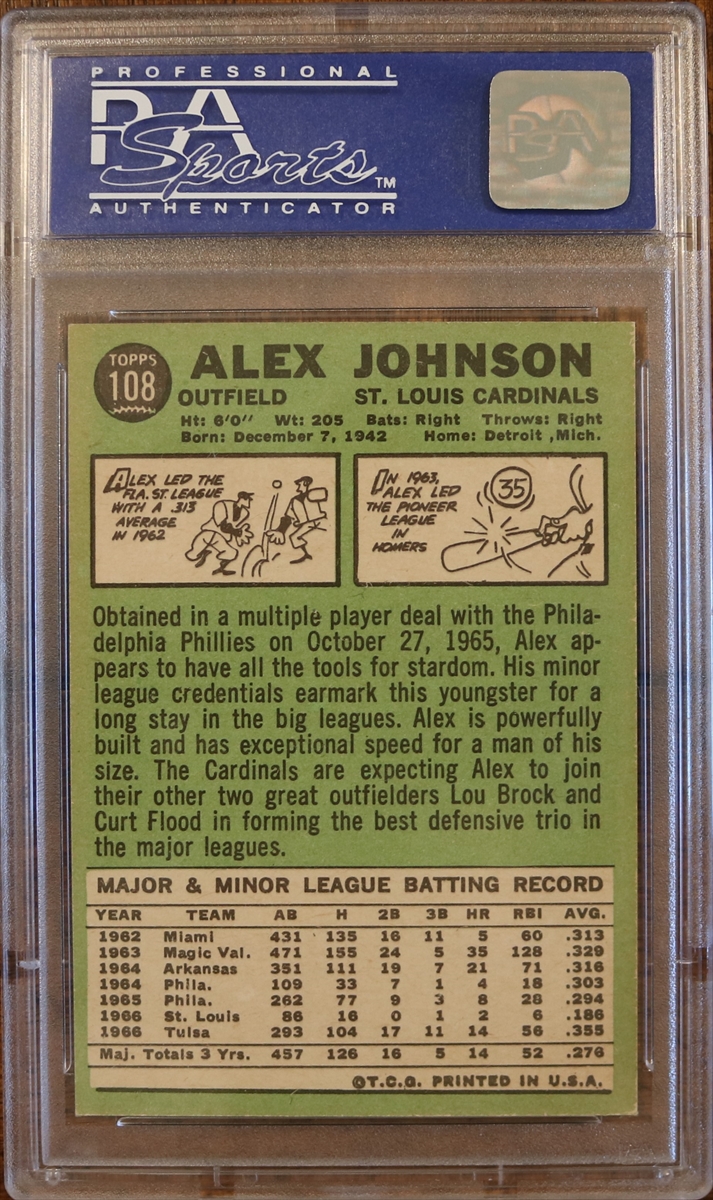 PROFESSIONAL
PSA
Sports TM
AUTHENTICATOR
PSA
TOPPS
108
ALEX JOHNSON
OUTFIELD ST. LOUIS CARDINALS
Ht: 6'0" Wt: 205 Bats: Right Throws: Right
Born: December 7, 1942 Home: Detroit ,Mich.
ALEX LED THE
FLA. ST. LEAGUE
WITH A .313
AVERAGE
IN 1962
IN 1963,
ALEX LED
THE PIONEER
LEAGUE
IN
HOMERS
35
Obtained in a multiple player deal with the Phila-
delphia Phillies on October 27, 1965, Alex ap-
pears to have all the tools for stardom. His minor
league credentials earmark this youngster for a
long stay in the big leagues. Alex is powerfully
built and has exceptional speed for a man of his
size. The Cardinals are expecting Alex to join
their other two great outfielders Lou Brock and
Curt Flood in forming the best defensive trio in
the major leagues.
MAJOR & MINOR LEAGUE BATTING RECORD
YEAR TEAM AB H 2B 3B HR RBI AVG.
1962 Miami 431 135 16 11 5 60 .313
1963 Magic Val. 471 155 24 5 35 128 .329
1964 Arkansas 351 111 19 7 21 71 .316
1964 Phila. 109 33 7 1 4 18 .303
1965 Phila. 262 77 9 3 8 28 .294
1966 St. Louis 86 16 0 1 2 6 .186
1966 Tulsa 293 104 17 11 14 56 .355
Maj. Totals 3 Yrs. 457 126 16 5 14 52 .276
©T.C.G. PRINTED IN U.S.A.